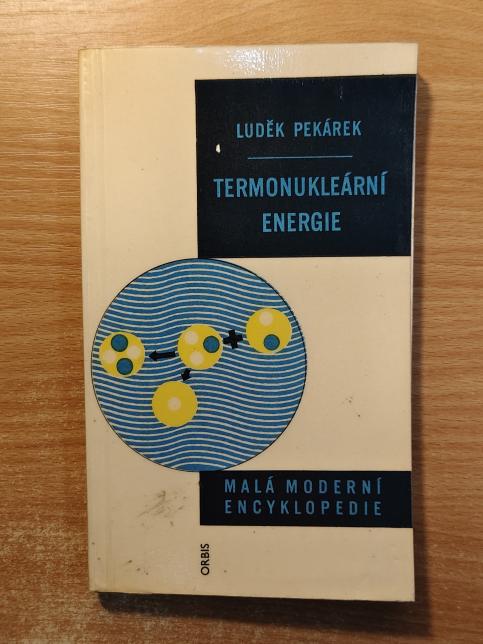 LUDĚK PEKÁREK
TERMONUKLEÁRNÍ
ENERGIE
MALÁ MODERNÍ
ENCYKLOPEDIE
ORBIS